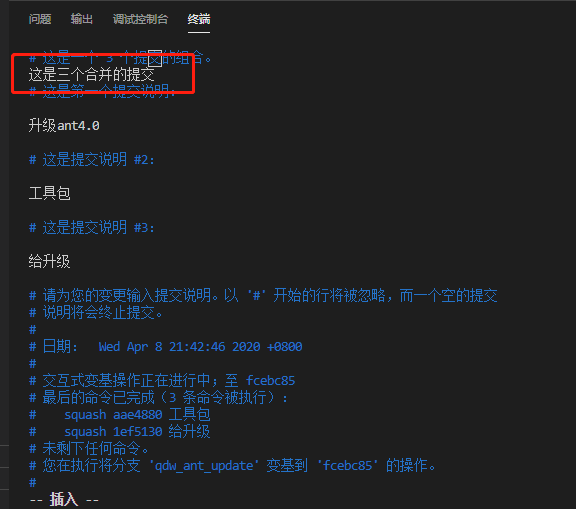 问题 输出 调试控制台 终端
# 这是一个 3 个提交的组合。
这是三个合并的提交
# 这是第一个提交说明:
升级ant4.0
# 这是提交说明 #2:
工具包
# 这是提交说明 #3:
给升级
# 请为您的变更输入提交说明。以 '#' 开始的行将被忽略，而一个空的提交
# 说明将会终止提交。
#
# 日期:  Wed Apr 8 21:42:46 2020 +0800
#
# 交互式变基操作正在进行中；至 fcebc85
# 最后的命令已完成（3 条命令被执行）:
#    squash aae4880 工具包
#    squash 1ef5130 给升级
# 未剩下任何命令。
# 您在执行将分支 'qdw_ant_update' 变基到 'fcebc85' 的操作。
#
-- 插入 --